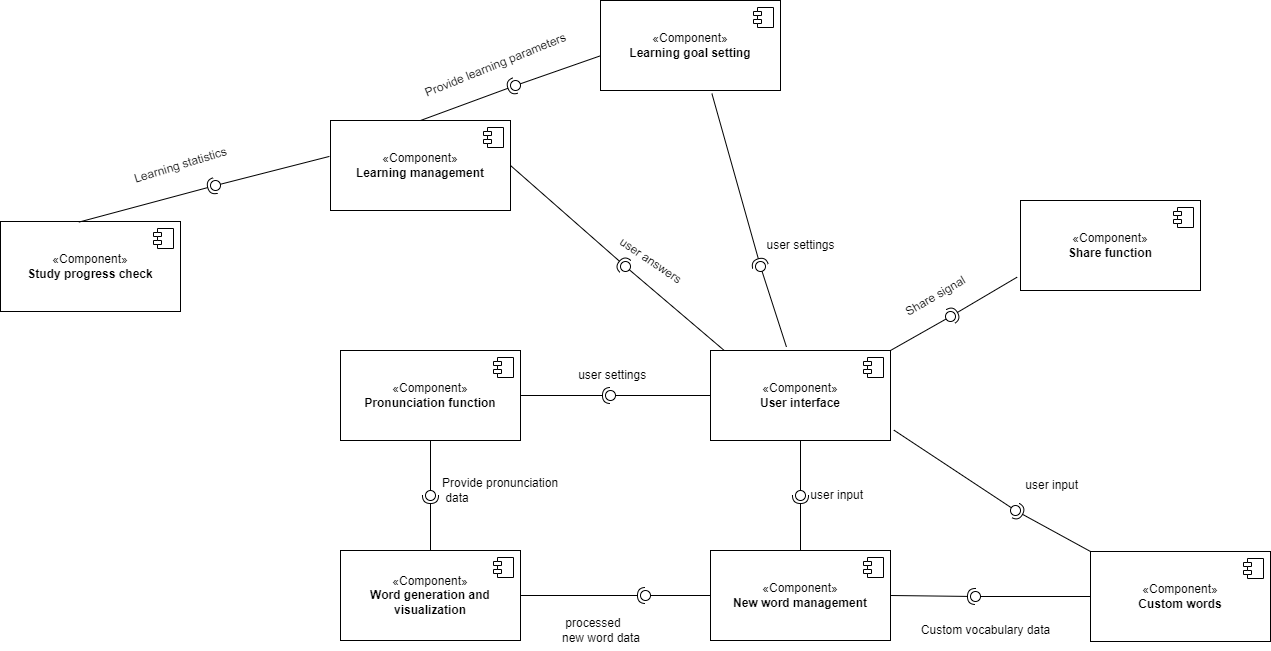 «Component»
Learning goal setting
Provide learning parameters
«Component»
Learning management
Learning statistics
«Component»
Study progress check
user answers
user settings
«Component»
Share function
Share signal
«Component»
Pronunciation function
user settings
«Component»
User interface
Provide pronunciation
data
user input
user input
«Component»
Word generation and
visualization
processed
new word data
«Component»
New word management
Custom vocabulary data
«Component»
Custom words